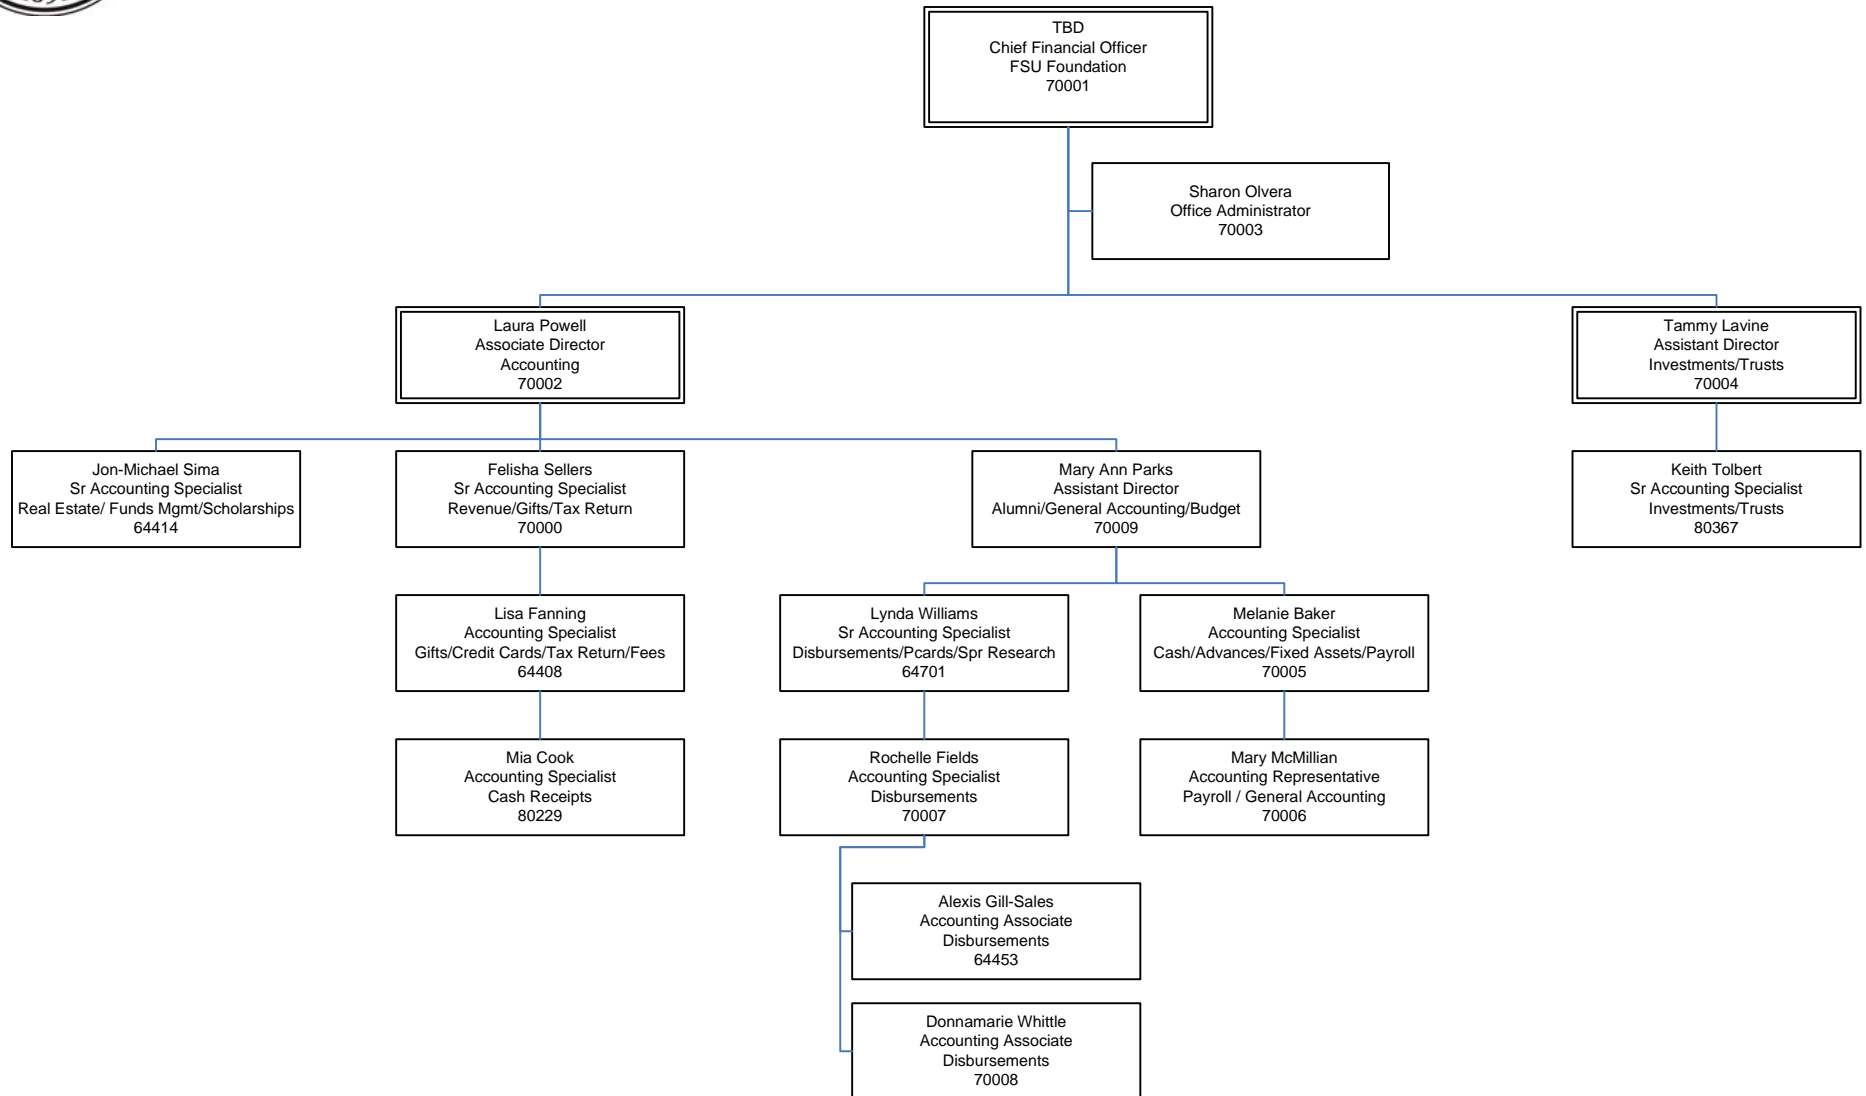 TBD
Chief Financial Officer
FSU Foundation
70001
Sharon Olvera
Office Administrator
70003
Laura Powell
Associate Director
Accounting
70002
Tammy Lavine
Assistant Director
Investments/Trusts
70004
Jon-Michael Sima
Sr Accounting Specialist
Real Estate/ Funds Mgmt/Scholarships
64414
Felisha Sellers
Sr Accounting Specialist
Revenue/Gifts/Tax Return
70000
Mary Ann Parks
Assistant Director
Alumni/General Accounting/Budget
70009
Keith Tolbert
Sr Accounting Specialist
Investments/Trusts
80367
Lisa Fanning
Accounting Specialist
Gifts/Credit Cards/Tax Return/Fees
64408
Lynda Williams
Sr Accounting Specialist
Disbursements/Pcards/Spr Research
64701
Melanie Baker
Accounting Specialist
Cash/Advances/Fixed Assets/Payroll
70005
Mia Cook
Accounting Specialist
Cash Receipts
80229
Rochelle Fields
Accounting Specialist
Disbursements
70007
Mary McMillian
Accounting Representative
Payroll / General Accounting
70006
Alexis Gill-Sales
Accounting Associate
Disbursements
64453
Donnamarie Whittle
Accounting Associate
Disbursements
70008